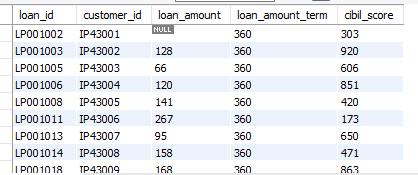 loan_id customer_id loan_amount loan_amount_term cibil_score
LP001002 IP43001 NULL 360 303
LP001003 IP43002 128 360 920
LP001005 IP43003 66 360 606
LP001006 IP43004 120 360 851
LP001008 IP43005 141 360 420
LP001011 IP43006 267 360 173
LP001013 IP43007 95 360 650
LP001014 IP43008 158 360 471
LP001018 IP43009 168 360 863